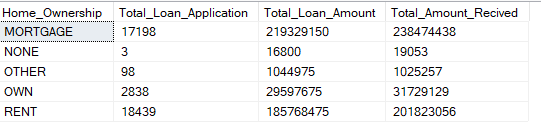 Home_Ownership Total_Loan_Application Total_Loan_Amount Total_Amount_Recived
MORTGAGE 17198 219329150 238474438
NONE 3 16800 19053
OTHER 98 1044975 1025257
OWN 2838 29597675 31729129
RENT 18439 185768475 201823056